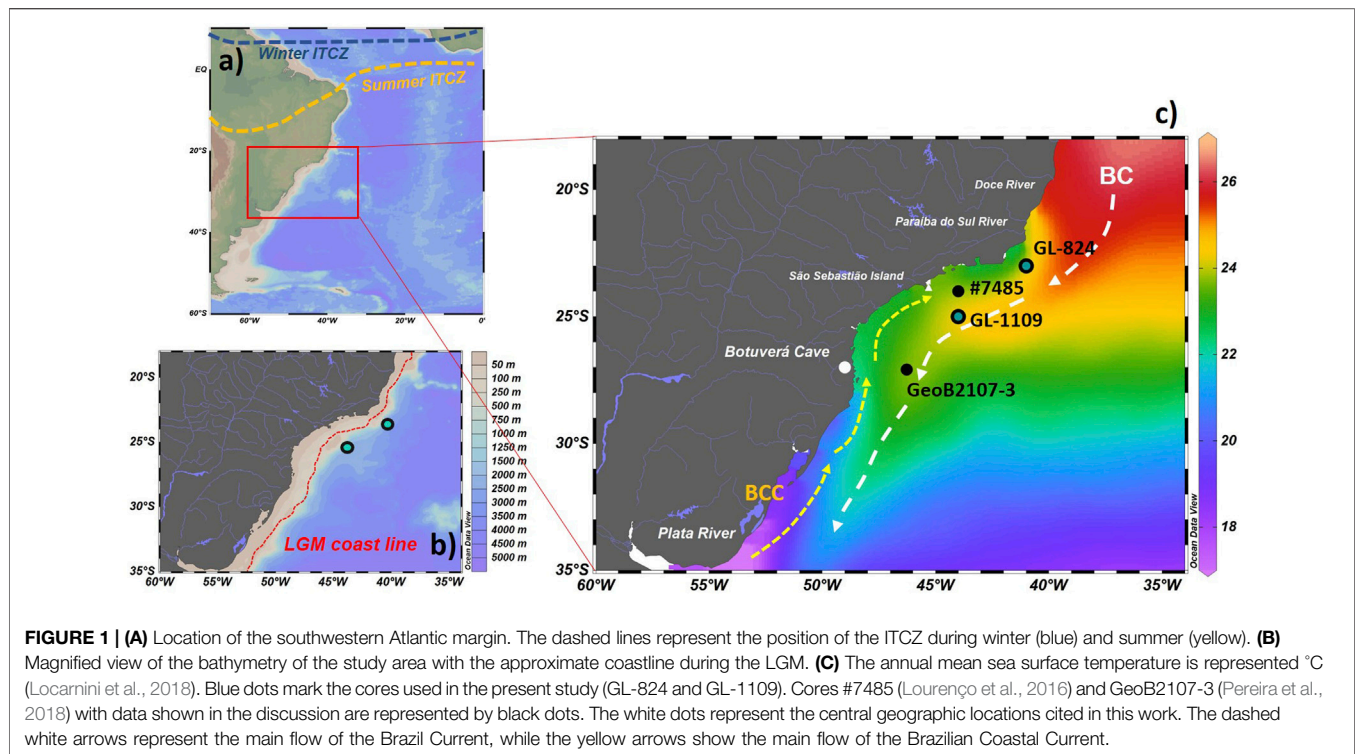 a)
Winter ITCZ
Summer ITCZ
EQ
20°S
40°S
60°S
60°W
40°W
20°W
0°
c)
20°S
25°S
30°S
35°S
60°W
55°W
50°W
45°W
40°W
35°W
Doce River
BC
Paraiba do Sul River
GL-824
São Sebastião Island
#7485
GL-1109
Botuverá Cave
GeoB2107-3
BCC
Plata River
26
24
22
20
18
Ocean Data View
20°S
25°S
30°S
35°S
60°W
55°W
50°W
45°W
40°W
35°W
LGM coast line
b)
50 m
100 m
250 m
500 m
750 m
1000 m
1250 m
1500 m
2000 m
2500 m
3000 m
3500 m
4000 m
4500 m
5000 m
Ocean Data View
FIGURE 1 | (A) Location of the southwestern Atlantic margin. The dashed lines represent the position of the ITCZ during winter (blue) and summer (yellow). (B)
Magnified view of the bathymetry of the study area with the approximate coastline during the LGM. (C) The annual mean sea surface temperature is represented °C
(Locarnini et al., 2018). Blue dots mark the cores used in the present study (GL-824 and GL-1109). Cores #7485 (Lourenço et al., 2016) and GeoB2107-3 (Pereira et al.,
2018) with data shown in the discussion are represented by black dots. The white dots represent the central geographic locations cited in this work. The dashed
white arrows represent the main flow of the Brazil Current, while the yellow arrows show the main flow of the Brazilian Coastal Current.